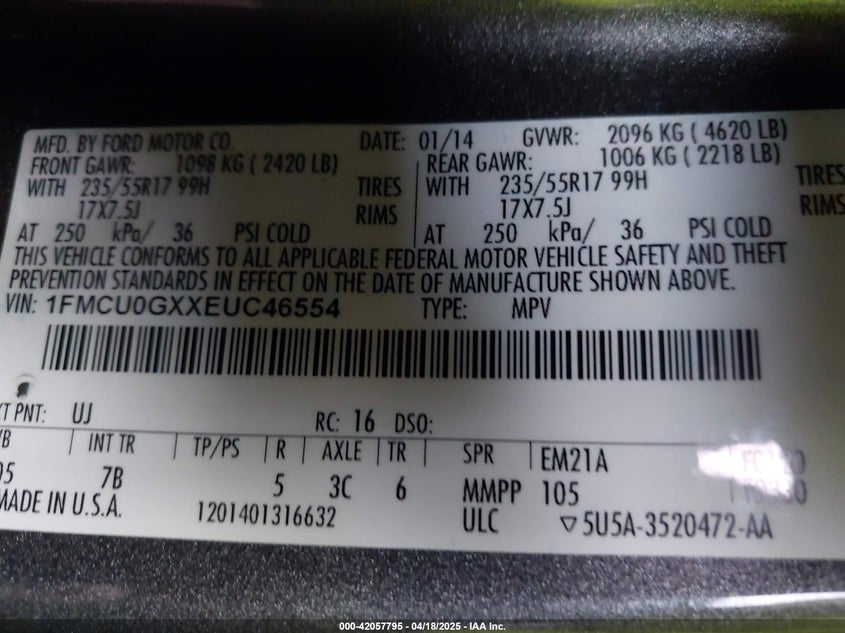 MFD. BY FORD MOTOR CO. DATE: 01/14 GVWR: 2096 KG ( 4620 LB)
FRONT GAWR: 1098 KG ( 2420 LB) REAR GAWR: 1006 KG ( 2218 LB)
WITH 235/55R17 99H TIRES WITH 235/55R17 99H TIRES
17X7.5J RIMS 17X7.5J RIMS
AT 250 kPa/ 36 PSI COLD AT 250 kPa/ 36 PSI COLD
THIS VEHICLE CONFORMS TO ALL APPLICABLE FEDERAL MOTOR VEHICLE SAFETY AND THEFT
PREVENTION STANDARDS IN EFFECT ON THE DATE OF MANUFACTURE SHOWN ABOVE.
VIN: 1FMCU0GXXEUC46554 TYPE: MPV
XT PNT: UJ RC: 16 DSO:
INT TR TP/PS R AXLE TR SPR EM21A
7B 5 3C 6 MMPP 105
MADE IN U.S.A. 1201401316632 ULC ▽5U5A-3520472-AA
000-42057795 - 04/18/2025 - IAA Inc.